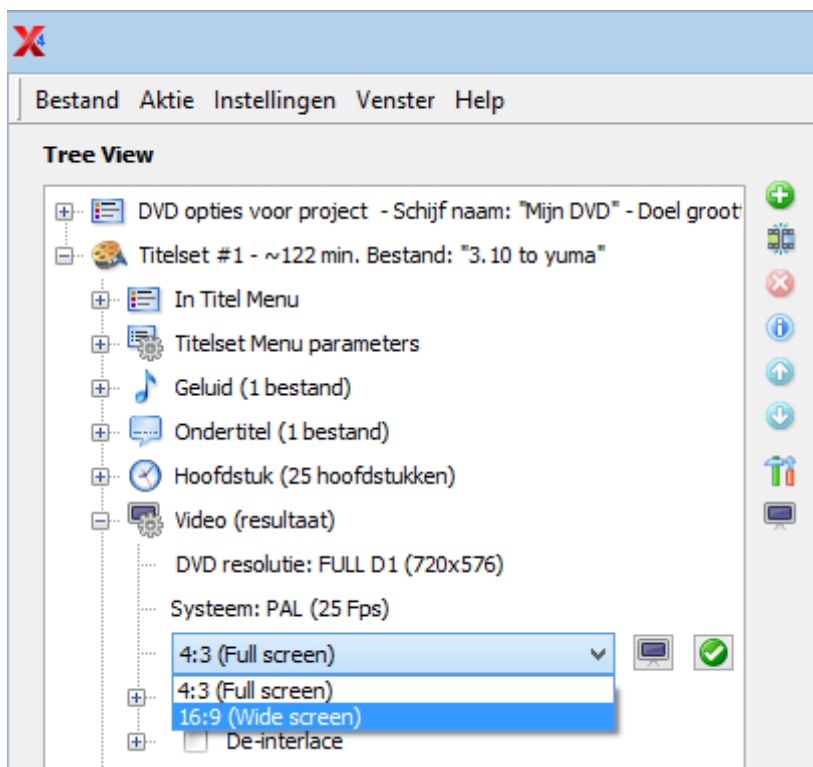 X4
Bestand Aktie Instellingen Venster Help
Tree View
DVD opties voor project - Schijf naam: "Mijn DVD" - Doel groott
Titelset #1 - ~122 min. Bestand: "3.10 to yuma"
In Titel Menu
Titelset Menu parameters
Geluid (1 bestand)
Ondertitel (1 bestand)
Hoofdstuk (25 hoofdstukken)
Video (resultaat)
DVD resolutie: FULL D1 (720x576)
Systeem: PAL (25 Fps)
4:3 (Full screen)
4:3 (Full screen)
16:9 (Wide screen)
De-interlace